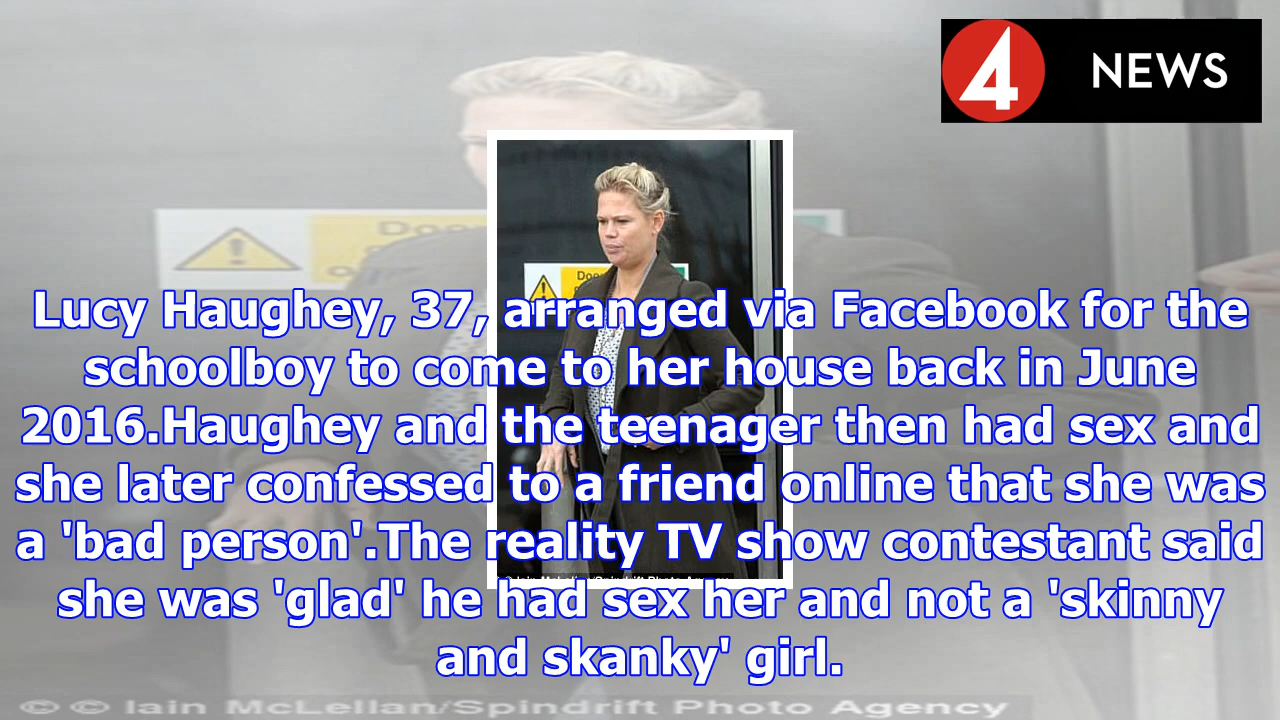 4 NEWS
Doo
Lucy Haughey, 37, arranged via Facebook for the
schoolboy to come to her house back in June
2016.Haughey and the teenager then had sex and
she later confessed to a friend online that she was
a 'bad person'.The reality TV show contestant said
she was 'glad' he had sex her and not a 'skinny
and skanky' girl.
© © Iain McLellan/Spindrift Photo Agency